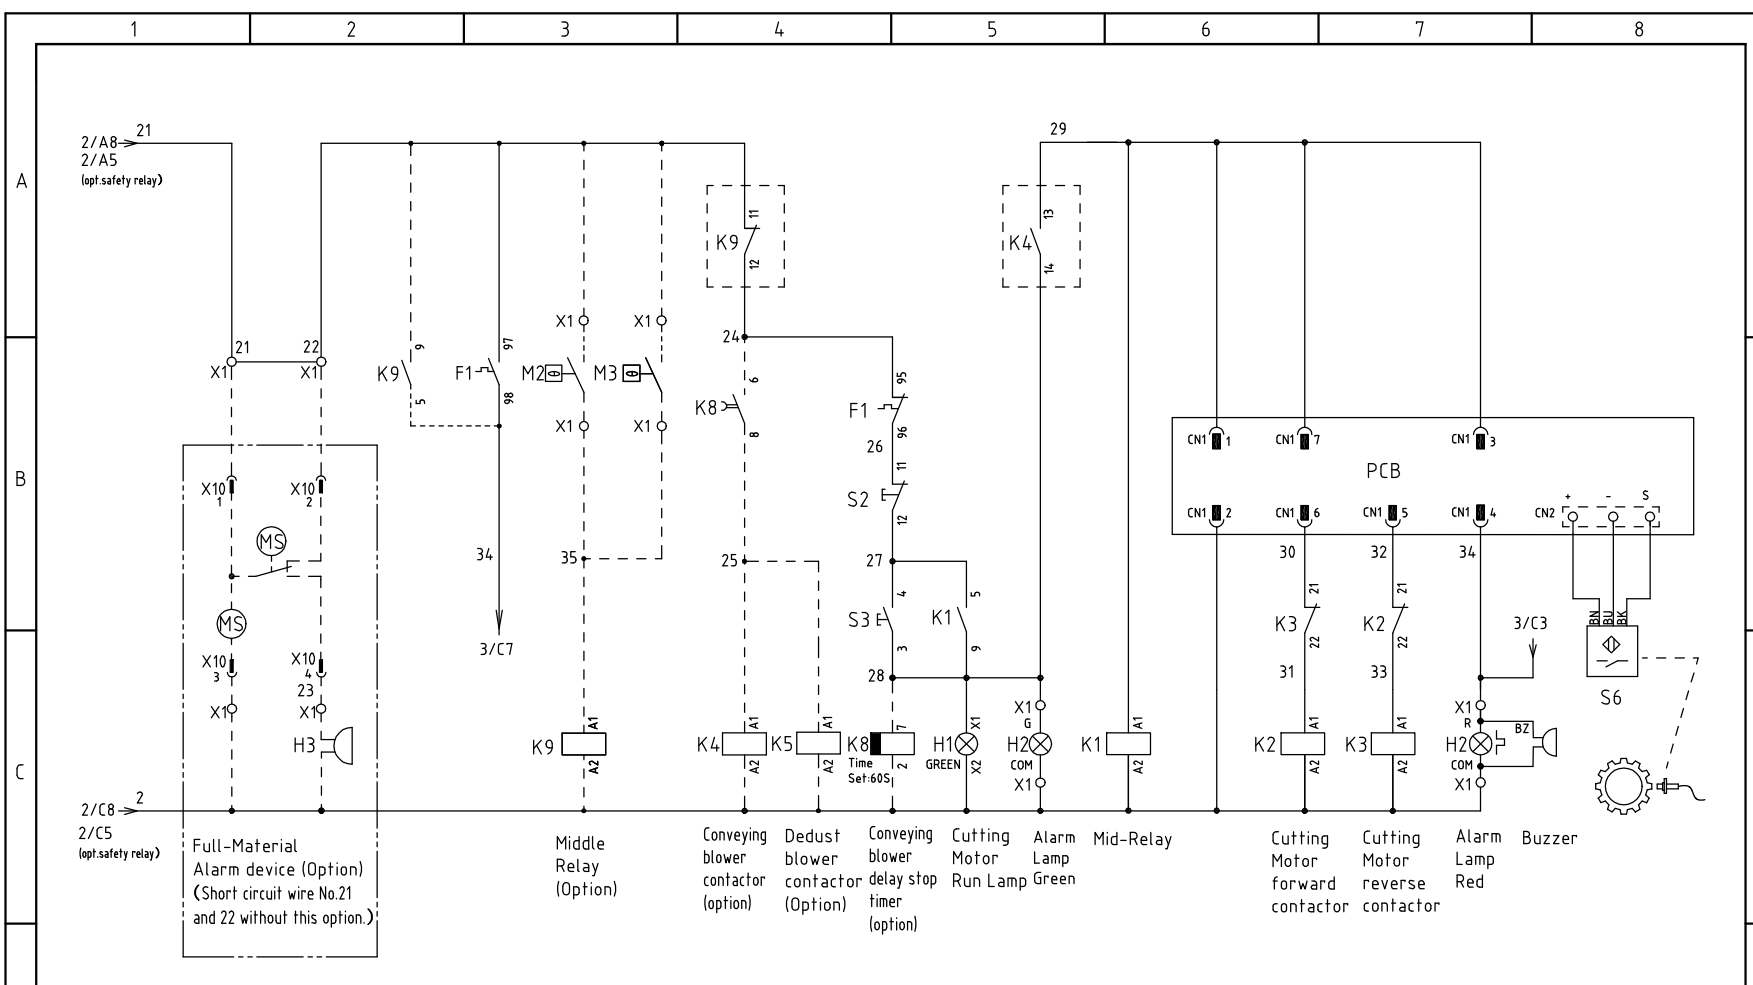 1 2 3 4 5 6 7 8
A
B
C
21
2/A8
2/A5
(opt.safety relay)
29
11
K9
12
13
K4
14
X1 X1
24
21 22
X1 X1
9
K9
5
97
F1
98
M2 θ
M3 θ
X1 X1
6
K8
8
95
F1
96
26
11
S2
12
CN1 1
CN1 7
CN1 3
PCB
CN1 2
CN1 6
CN1 5
CN1 4
CN2
+ - S
X10
1
X10
2
MS
MS
34
35
25
27
30 32 34
4
S3
3
5
K1
9
21
K3
22
21
K2
22
3/C3
BN
BU
BK
S6
3/C7
X10
3
X10
4
23
X1 X1
28
31 33
H3
K9
A1
A2
K4
A1
A2
K5
A1
A2
K8
7
2
Time
Set:60S
H1
GREEN
X1
X2
X1
G
H2
COM
X1
K1
A1
A2
K2
A1
A2
K3
A1
A2
X1
R
H2
COM
X1
BZ
2
2/C8
2/C5
(opt.safety relay)
Full-Material
Alarm device (Option)
(Short circuit wire No.21
and 22 without this option.)
Middle
Relay
(Option)
Conveying
blower
contactor
(option)
Dedust
blower
contactor
(Option)
Conveying
blower
delay stop
timer
(option)
Cutting
Motor
Run Lamp
Alarm
Lamp
Green
Mid-Relay
Cutting
Motor
forward
contactor
Cutting
Motor
reverse
contactor
Alarm
Lamp
Red
Buzzer